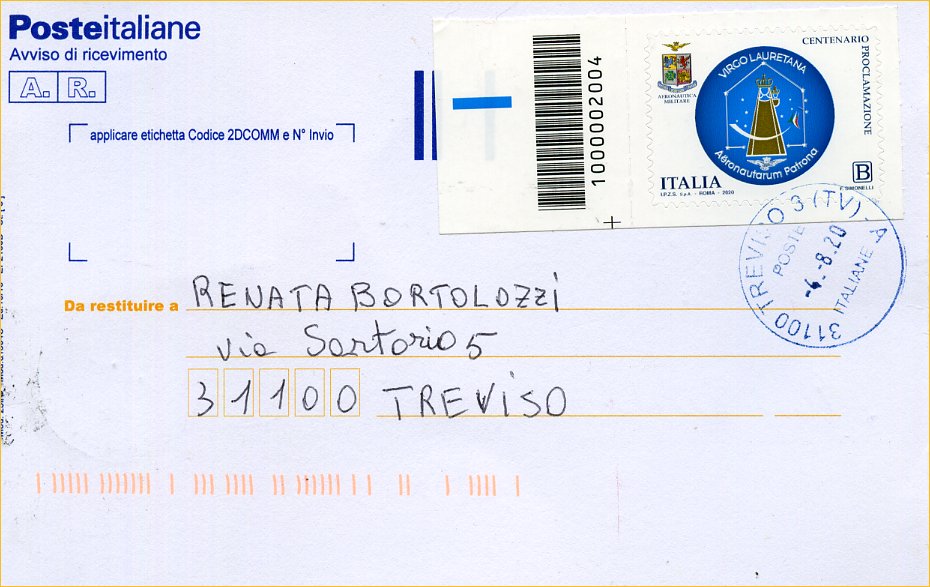 Posteitaliane
Avviso di ricevimento
A. R.
applicare etichetta Codice 2DCOMM e N° Invio
1000002004
CENTENARIO
PROCLAMAZIONE
AERONAUTICA
MILITARE
VIRGO LAURETANA
Aëronautarum Patrona
ITALIA
B
I.P.Z.S. S.p.A. - ROMA - 2020
F. SIMONELLI
31100 TREVISO 3 (TV) - A
POSTE
-4.-8.20
ITALIANE
Da restituire a RENATA BORTOLOZZI
via Sartorio 5
31100 TREVISO